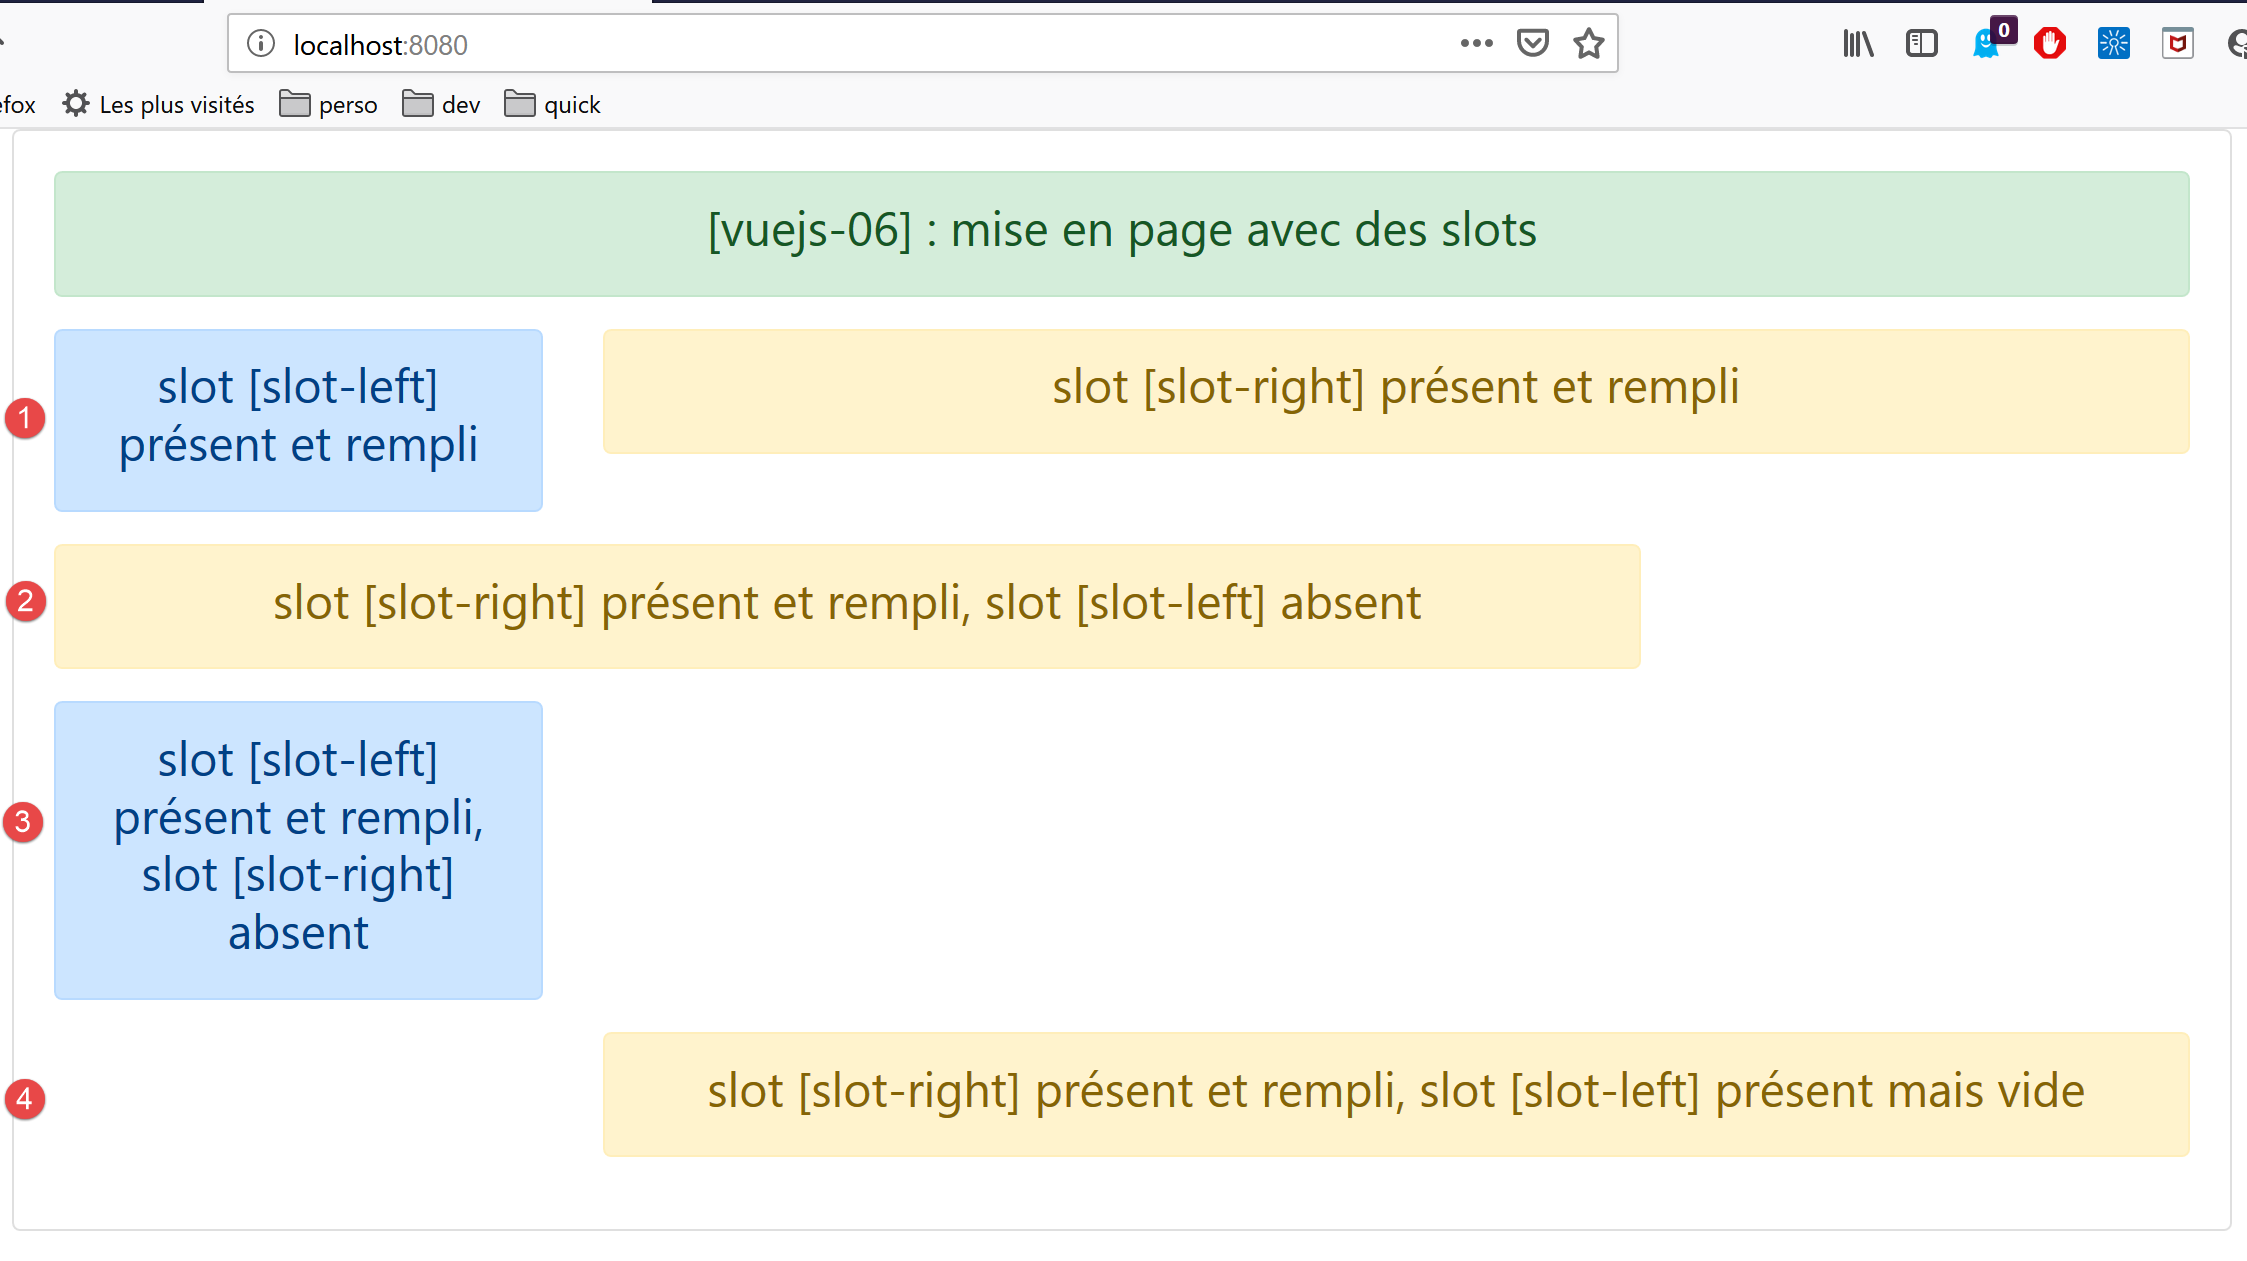 localhost:8080
0
efox Les plus visités perso dev quick
[vuejs-06] : mise en page avec des slots
1
slot [slot-left]
présent et rempli
slot [slot-right] présent et rempli
2
slot [slot-right] présent et rempli, slot [slot-left] absent
3
slot [slot-left]
présent et rempli,
slot [slot-right]
absent
4
slot [slot-right] présent et rempli, slot [slot-left] présent mais vide